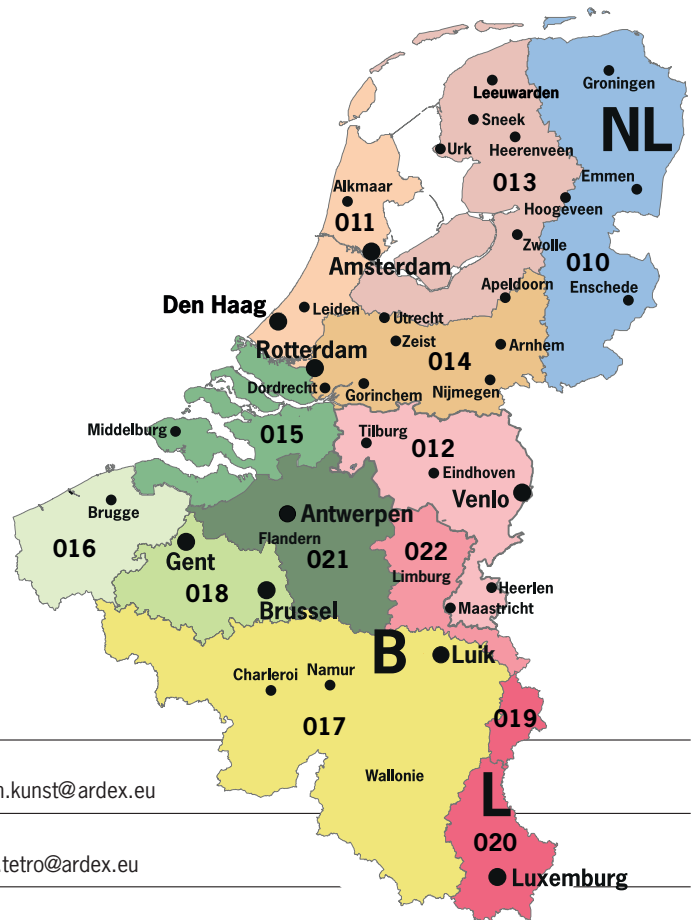 Groningen
Leeuwarden
NL
Sneek
Urk
Heerenveen
Emmen
013
Alkmaar
Hoogeveen
011
Zwolle
Amsterdam
010
Apeldoorn
Enschede
Den Haag
Leiden
Utrecht
Zeist
Arnhem
Rotterdam
014
Dordrecht
Gorinchem
Nijmegen
Middelburg
015
Tilburg
012
Eindhoven
Venlo
Brugge
Antwerpen
Flandern
016
Gent
021
022
Limburg
018
Heerlen
Brussel
Maastricht
B
Luik
Charleroi
Namur
017
019
Wallonie
n.kunst@ardex.eu
L
020
.tetro@ardex.eu
Luxemburg